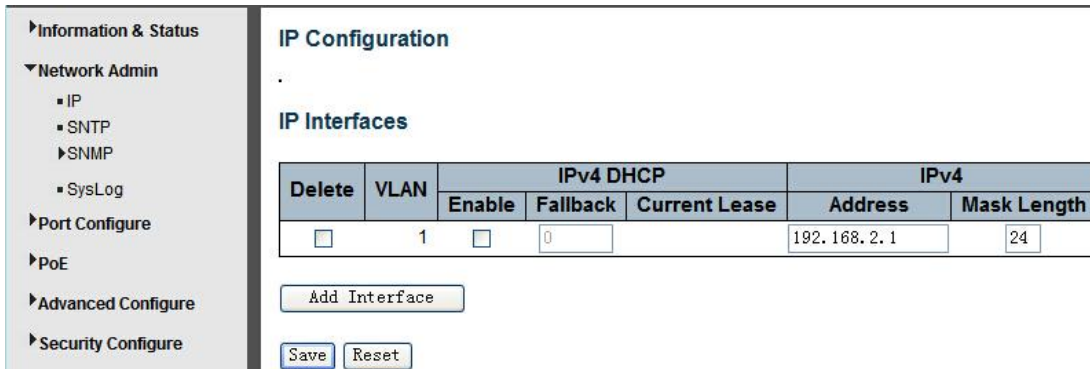 Information & Status
Network Admin
IP
SNTP
SNMP
SysLog
Port Configure
PoE
Advanced Configure
Security Configure
IP Configuration
.
IP Interfaces
Delete VLAN IPv4 DHCP IPv4
Enable Fallback Current Lease Address Mask Length
1 0 192.168.2.1 24
Add Interface
Save Reset